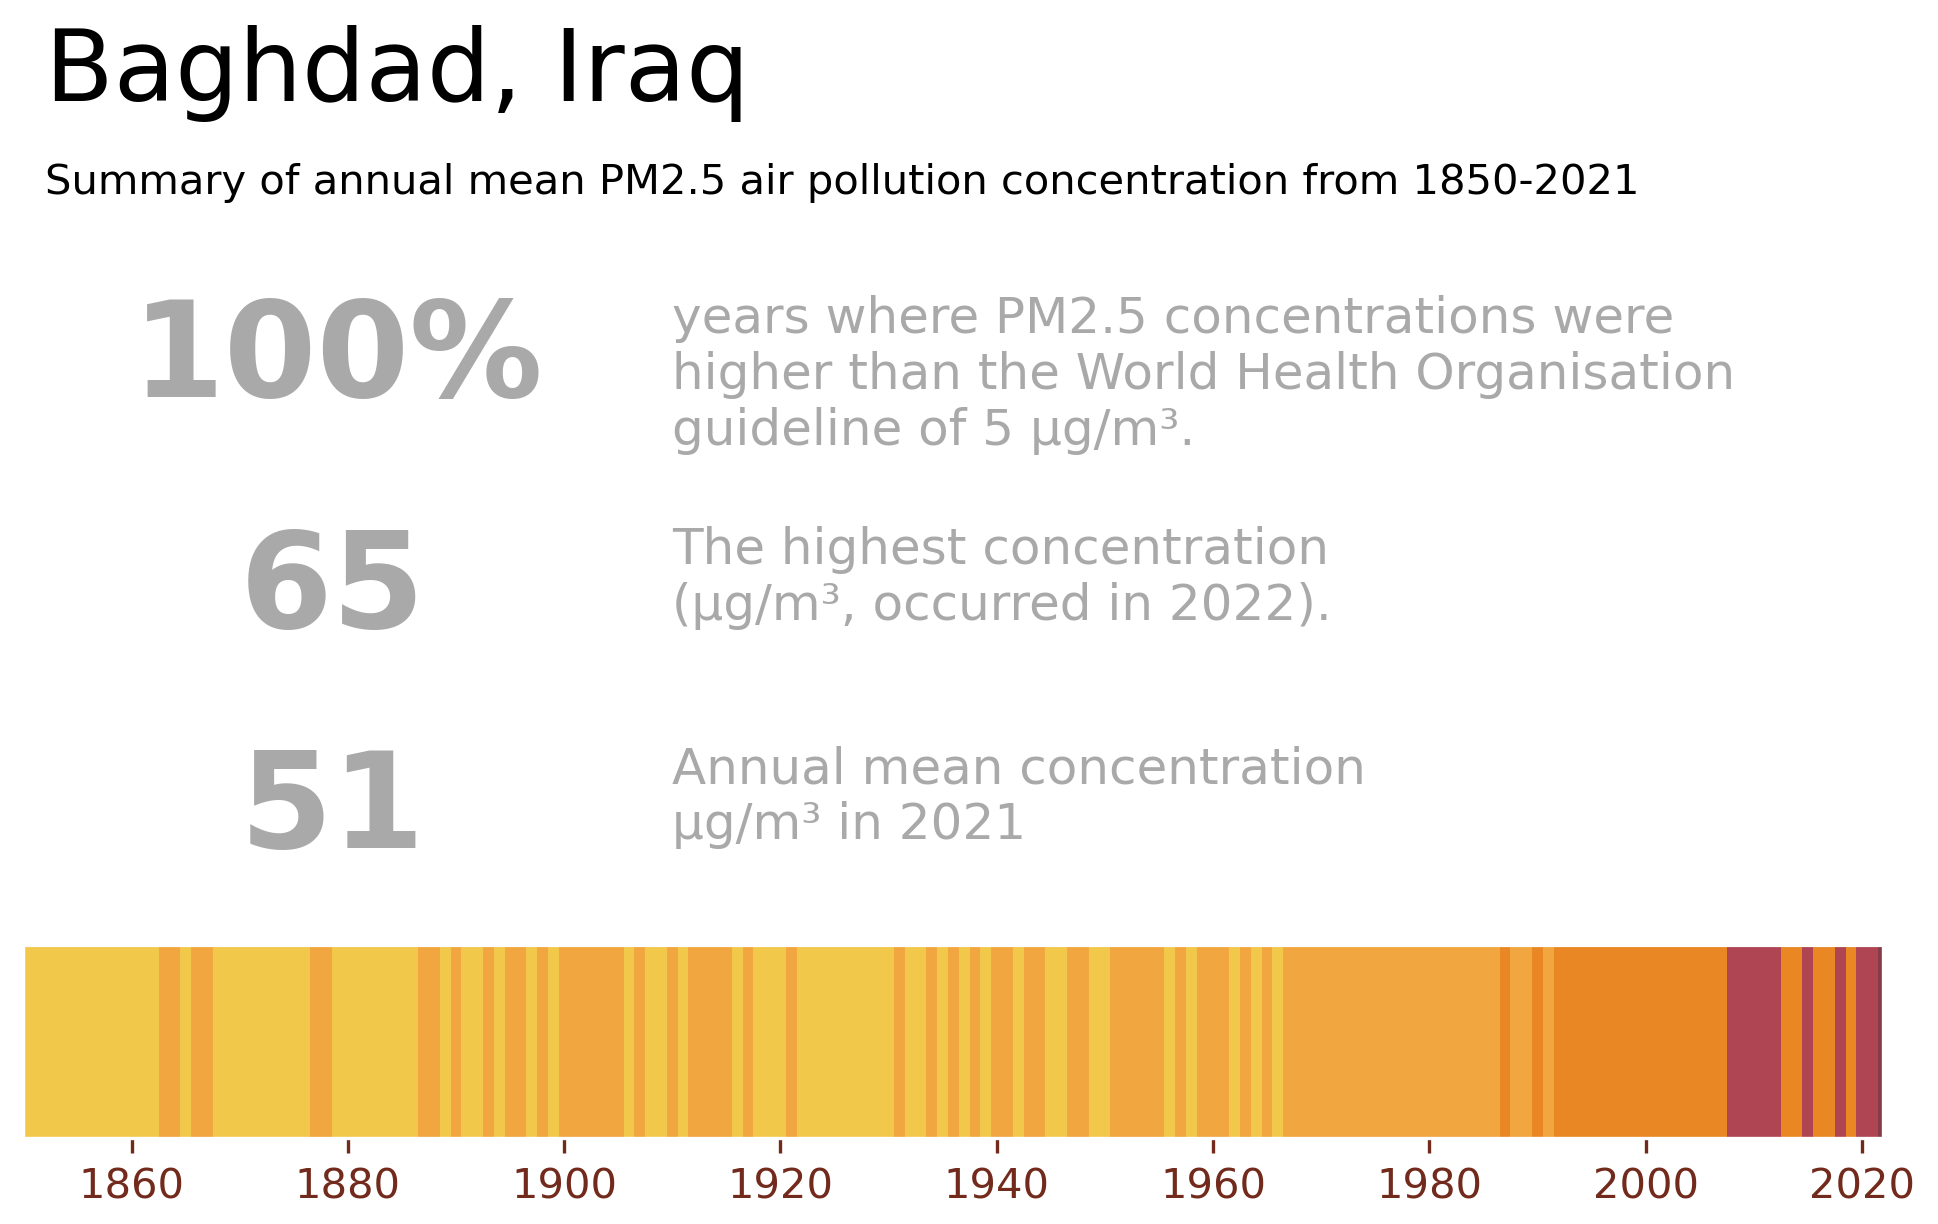 Baghdad, Iraq
Summary of annual mean PM2.5 air pollution concentration from 1850-2021
100%
years where PM2.5 concentrations were
higher than the World Health Organisation
guideline of 5 µg/m³.
65
The highest concentration
(µg/m³, occurred in 2022).
51
Annual mean concentration
µg/m³ in 2021
1860 1880 1900 1920 1940 1960 1980 2000 2020